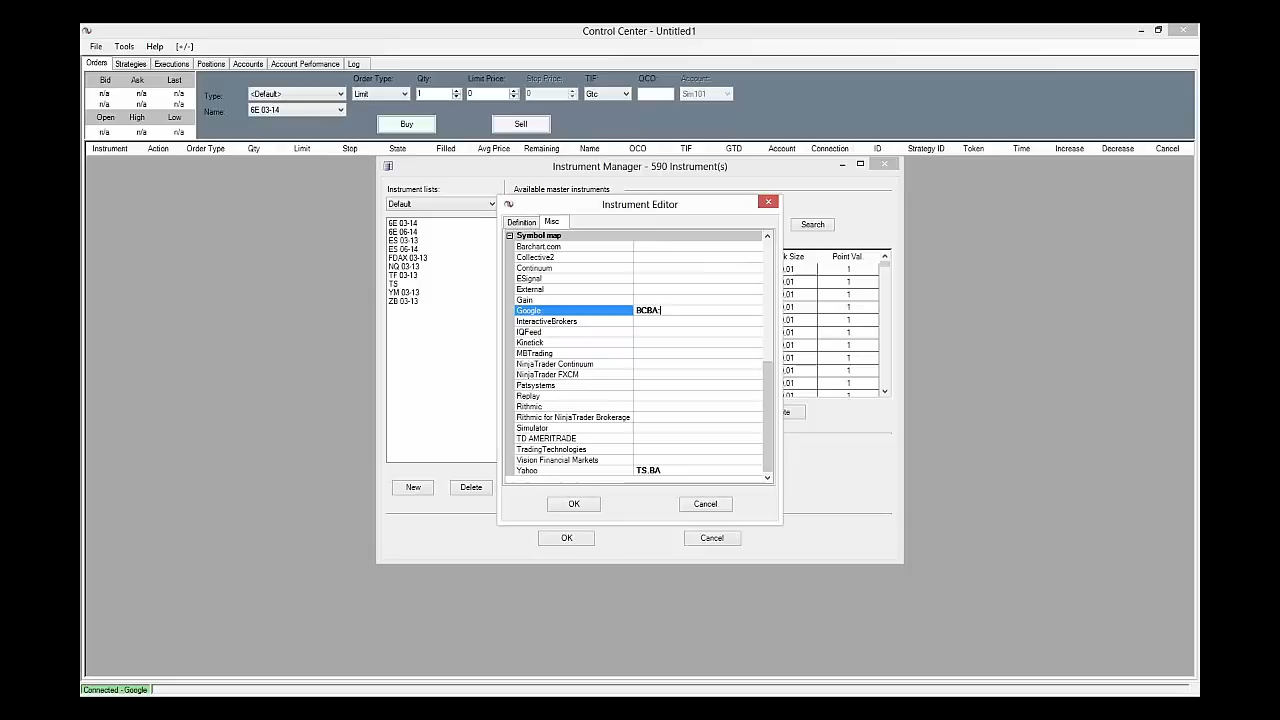 Control Center - Untitled1
File Tools Help [+/-]
Orders Strategies Executions Positions Accounts Account Performance Log
Bid Ask Last
n/a n/a n/a
n/a n/a n/a
Open High Low
n/a n/a n/a
Type: <Default>
Name: 6E 03-14
Order Type: Qty: Limit Price: Stop Price: TIF: OCO: Account:
Limit 1 0 0 Gtc Sim101
Buy Sell
Instrument Action Order Type Qty Limit Stop State Filled Avg Price Remaining Name OCO TIF GTD Account Connection ID Strategy ID Token Time Increase Decrease Cancel
Instrument Manager - 590 Instrument(s)
Instrument lists:
Default
6E 03-14
6E 06-14
ES 03-13
ES 06-14
FDAX 03-13
NQ 03-13
TF 03-13
TS
YM 03-13
ZB 03-13
New Delete
Available master instruments
Search
Point Val.
1
1
1
1
1
1
1
1
1
1
1
OK Cancel
Instrument Editor
Definition Misc
Symbol map
Barchart.com
Collective2
Continuum
ESignal
External
Gain
Google BCBA:
InteractiveBrokers
IQFeed
Kinetick
MBTrading
NinjaTrader Continuum
NinjaTrader FXCM
Patsystems
Replay
Rithmic
Rithmic for NinjaTrader Brokerage
Simulator
TD AMERITRADE
TradingTechnologies
Vision Financial Markets
Yahoo TS.BA
OK Cancel
Connected - Google